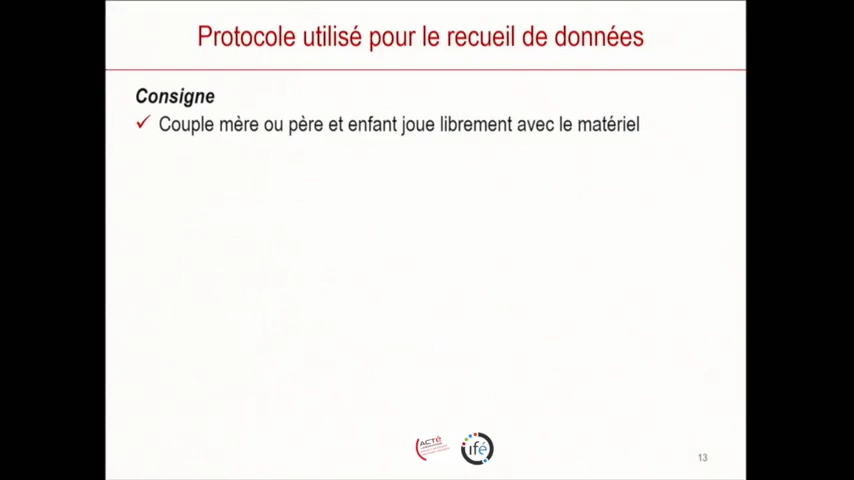 Protocole utilisé pour le recueil de données
Consigne
✓ Couple mère ou père et enfant joue librement avec le matériel
ACTé
ifé
13